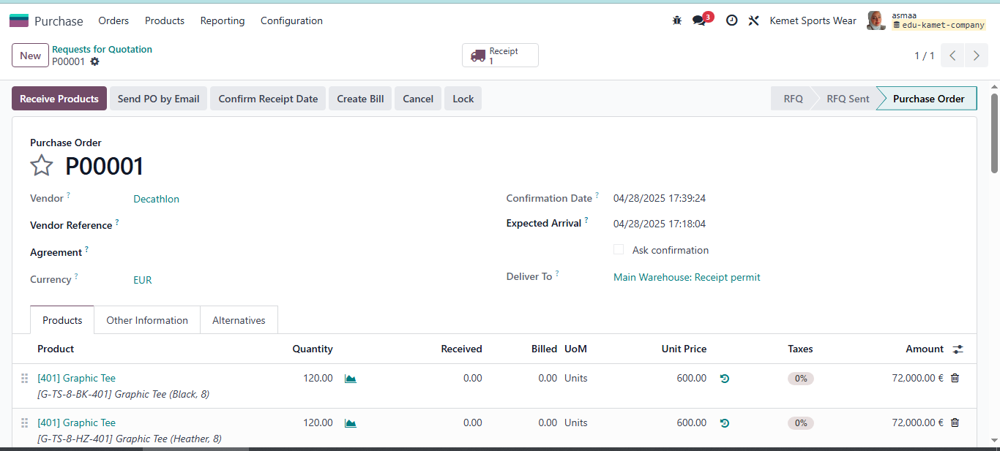 Purchase Orders Products Reporting Configuration 3 Kemet Sports Wear asmaa
edu-kamet-company
New Requests for Quotation
P00001
Receipt
1
1 / 1
Receive Products Send PO by Email Confirm Receipt Date Create Bill Cancel Lock RFQ RFQ Sent Purchase Order
Purchase Order
P00001
Vendor ? Decathlon
Vendor Reference ?
Agreement ?
Currency ? EUR
Confirmation Date ? 04/28/2025 17:39:24
Expected Arrival ? 04/28/2025 17:18:04
Ask confirmation
Deliver To ? Main Warehouse: Receipt permit
Products Other Information Alternatives
Product Quantity Received Billed UoM Unit Price Taxes Amount
[401] Graphic Tee 120.00 0.00 0.00 Units 600.00 0% 72,000.00 €
[G-TS-8-BK-401] Graphic Tee (Black, 8)
[401] Graphic Tee 120.00 0.00 0.00 Units 600.00 0% 72,000.00 €
[G-TS-8-HZ-401] Graphic Tee (Heather, 8)